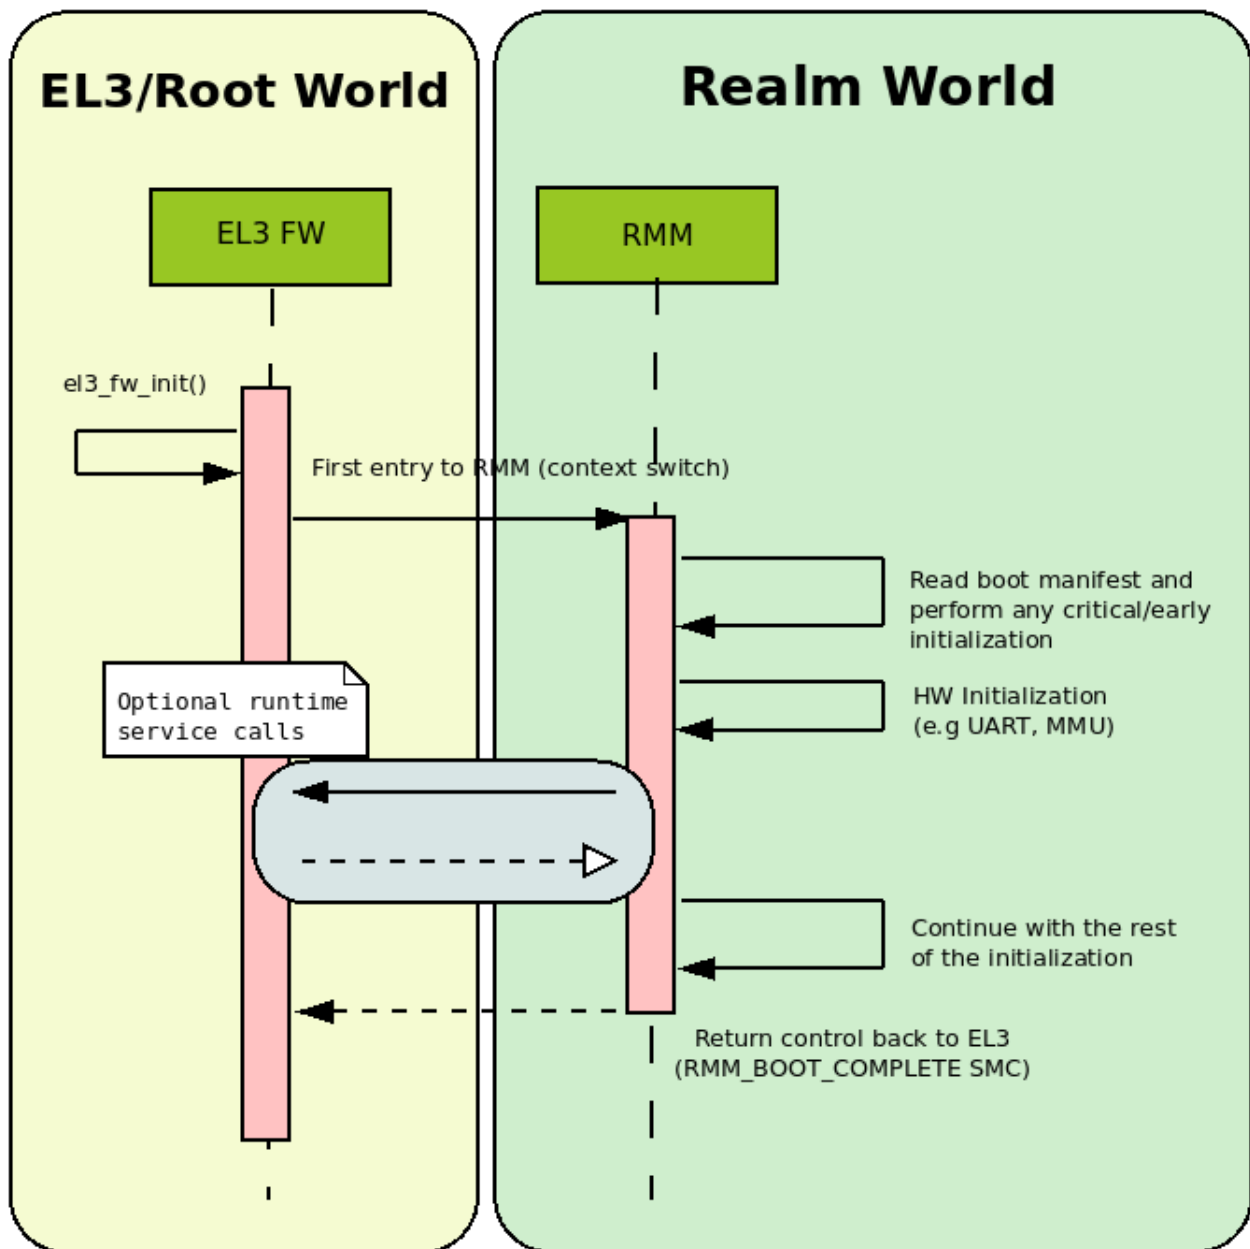 EL3/Root World
Realm World
EL3 FW
RMM
el3_fw_init()
First entry to RMM (context switch)
Read boot manifest and
perform any critical/early
initialization
Optional runtime
service calls
HW Initialization
(e.g UART, MMU)
Continue with the rest
of the initialization
Return control back to EL3
(RMM_BOOT_COMPLETE SMC)